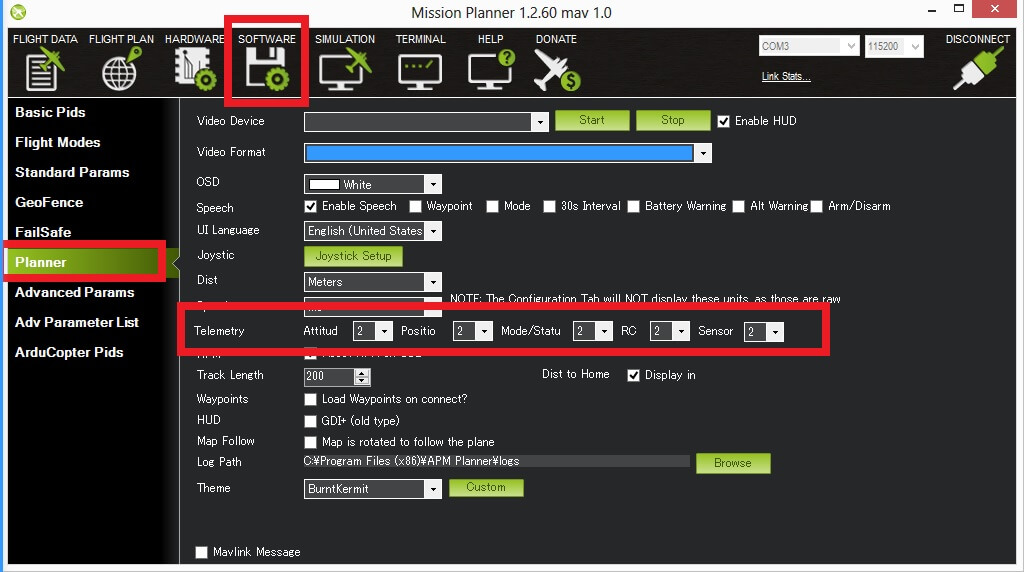 Mission Planner 1.2.60 mav 1.0
FLIGHT DATA FLIGHT PLAN HARDWARE SOFTWARE SIMULATION TERMINAL HELP DONATE COM3 115200 DISCONNECT
Link Stats...
Basic Pids
Flight Modes
Standard Params
GeoFence
FailSafe
Planner
Advanced Params
Adv Parameter List
ArduCopter Pids
Video Device Start Stop Enable HUD
Video Format
OSD White
Speech Enable Speech Waypoint Mode 30s Interval Battery Warning Alt Warning Arm/Disarm
UI Language English (United States
Joystic Joystick Setup
Dist Meters
NOTE: The Configuration Tab will NOT display these units, as those are raw
Telemetry Attitud 2 Positio 2 Mode/Statu 2 RC 2 Sensor 2
Track Length 200 Dist to Home Display in
Waypoints Load Waypoints on connect?
HUD GDI+ (old type)
Map Follow Map is rotated to follow the plane
Log Path C:¥Program Files (x86)¥APM Planner¥logs Browse
Theme BurntKermit Custom
Mavlink Message